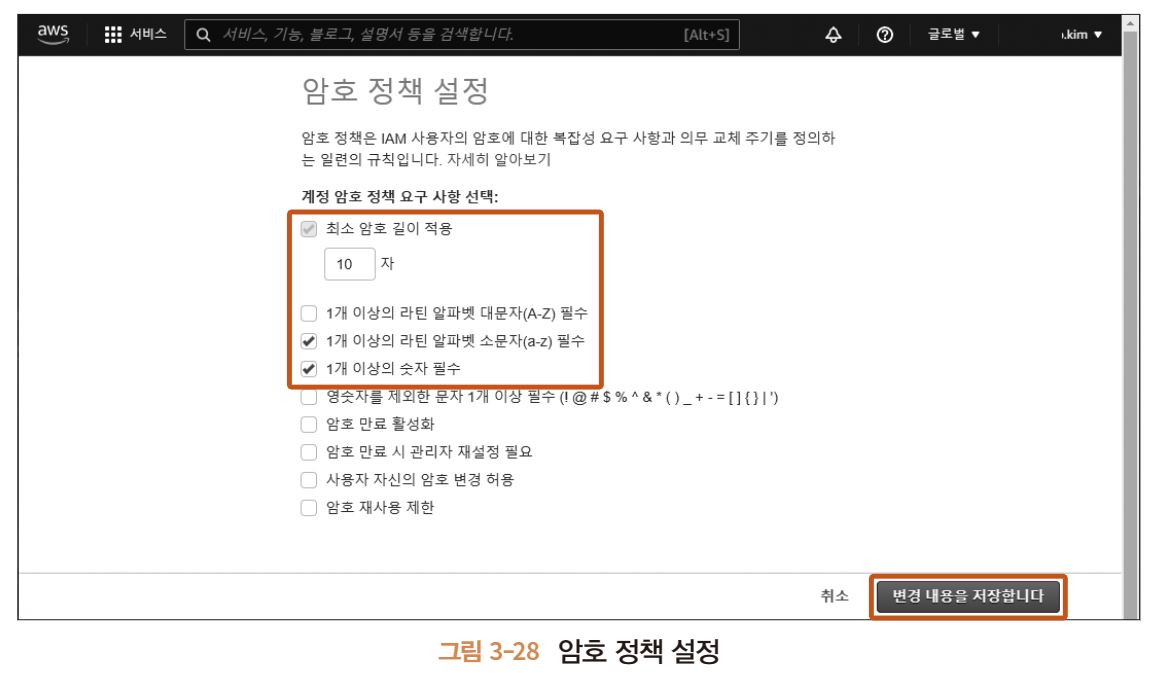 aws 서비스 서비스, 기능, 블로그, 설명서 등을 검색합니다. [Alt+S] 글로벌 ▼ .kim ▼
암호 정책 설정
암호 정책은 IAM 사용자의 암호에 대한 복잡성 요구 사항과 의무 교체 주기를 정의하
는 일련의 규칙입니다. 자세히 알아보기
계정 암호 정책 요구 사항 선택:
최소 암호 길이 적용
10 자
1개 이상의 라틴 알파벳 대문자(A-Z) 필수
1개 이상의 라틴 알파벳 소문자(a-z) 필수
1개 이상의 숫자 필수
영숫자를 제외한 문자 1개 이상 필수 (! @ # $ % ^ & * ( ) _ + - = [ ] { } | ')
암호 만료 활성화
암호 만료 시 관리자 재설정 필요
사용자 자신의 암호 변경 허용
암호 재사용 제한
취소 변경 내용을 저장합니다
그림 3-28 암호 정책 설정